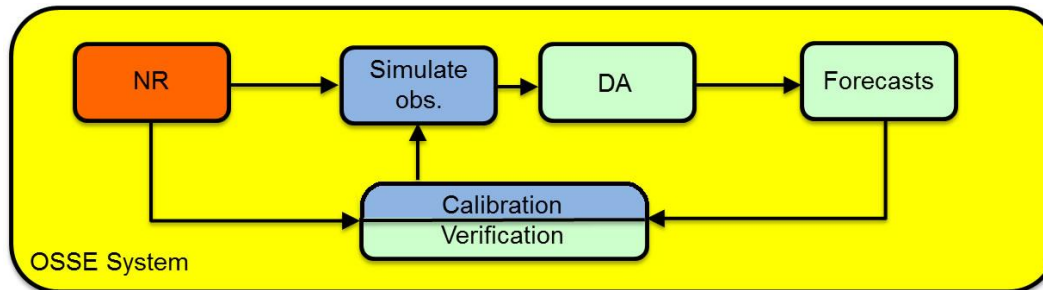 NR
Simulate
obs.
DA
Forecasts
Calibration
Verification
OSSE System